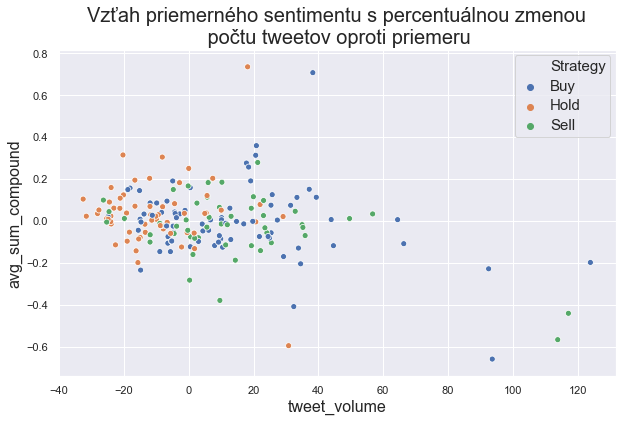 Vzťah priemerného sentimentu s percentuálnou zmenou
počtu tweetov oproti priemeru
Strategy
Buy
Hold
Sell
avg_sum_compound
0.8
0.6
0.4
0.2
0.0
−0.2
−0.4
−0.6
−40
−20
0
20
40
60
80
100
120
tweet_volume